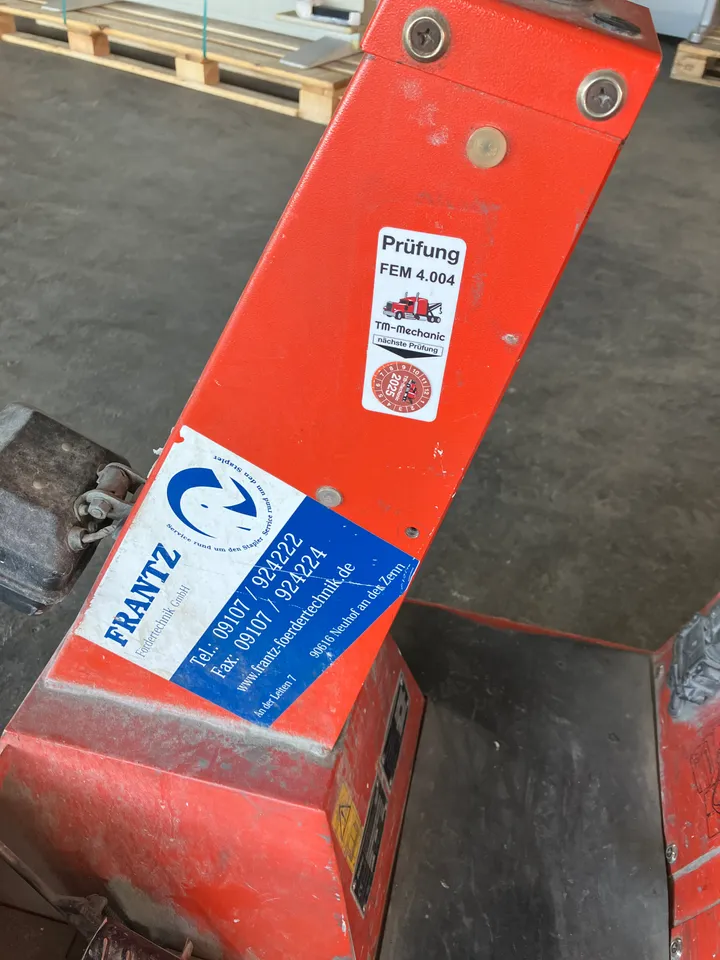 Prüfung
FEM 4.004
TM-Mechanic
nächste Prüfung
2025
Service rund um den Stapler Service rund um den Stapler
FRANTZ
Fördertechnik GmbH
Tel.: 09107 / 924222
Fax: 09107 / 924224
www.frantz-foerdertechnik.de
An der Leiten 7 90616 Neuhof an der Zenn